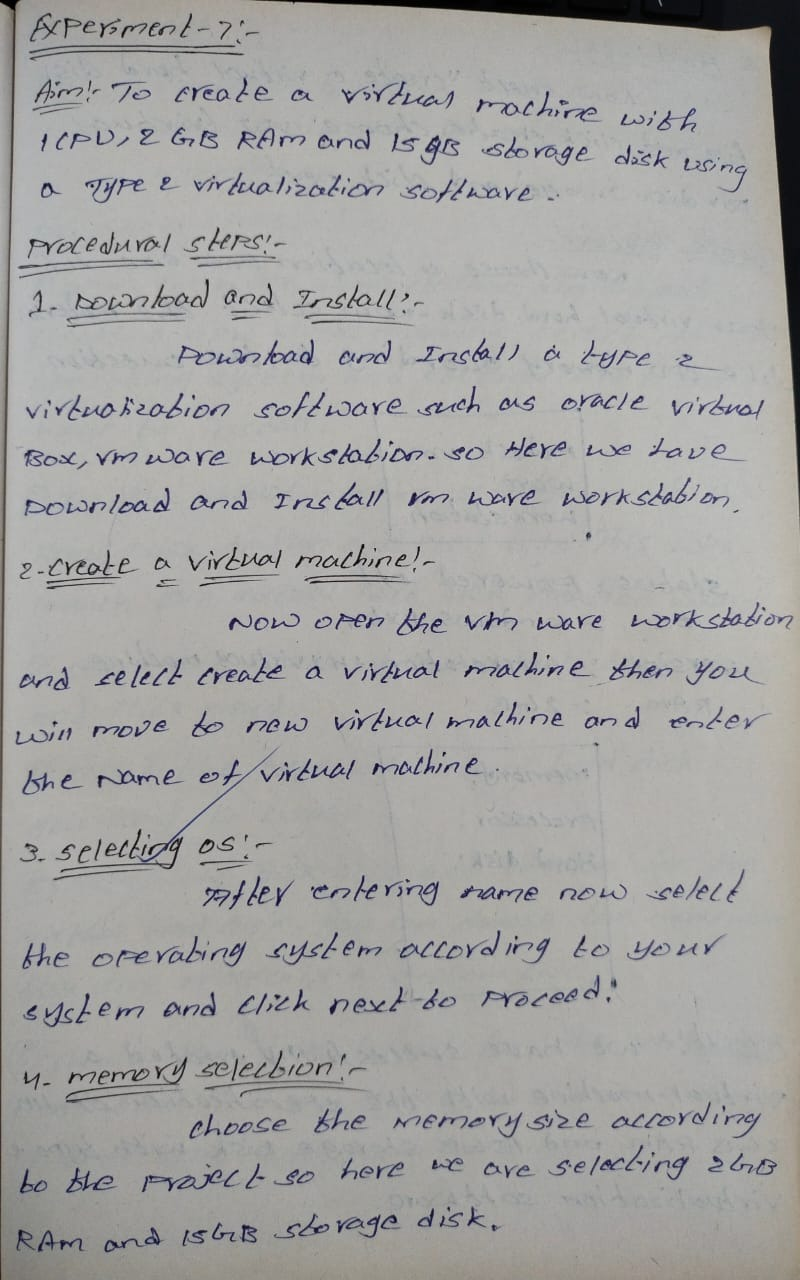 Experiment-7:-
Aim:- To create a virtual machine with
1CPU, 2 GB RAM and 15 gB storage disk using
a Type 2 virtualization software.
Procedural steps:-
1. Download and Install:-
Download and Install a type 2
virtualization software such as oracle virtual
Box, vm ware workstation. so Here we have
Download and Install vm ware workstation.
2-create a virtual machine:-
Now open the vm ware workstation
and select create a virtual machine then you
will move to new virtual machine and enter
the Name of virtual machine.
3. selecting os:-
After entering name now select
the operating system according to your
system and click next to proceed.
4- memory selection:-
choose the memory size according
to the project so here we are selecting 2GB
RAM and 15GB storage disk.